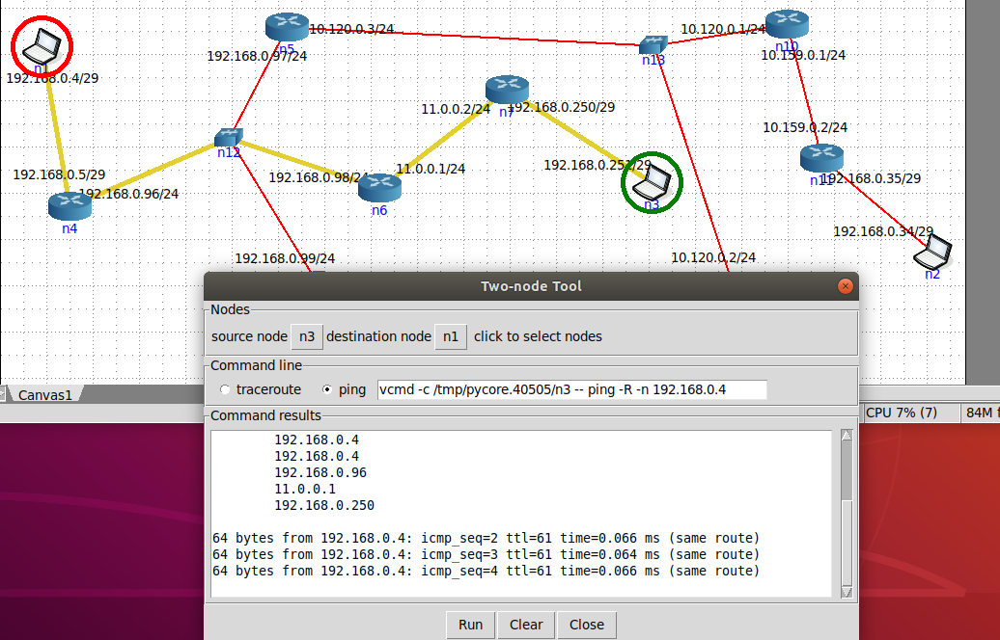 n5
10.120.0.3/24
192.168.0.97/24
n13
10.120.0.1/24
n10
10.159.0.1/24
n1
192.168.0.4/29
n7
11.0.0.2/24
192.168.0.250/29
n12
10.159.0.2/24
n11
192.168.0.35/29
192.168.0.5/29
192.168.0.96/24
n4
192.168.0.98/24
11.0.0.1/24
n6
192.168.0.251/29
n3
192.168.0.34/29
n2
192.168.0.99/24
10.120.0.2/24
Two-node Tool
Nodes
source node n3 destination node n1 click to select nodes
Command line
traceroute ping vcmd -c /tmp/pycore.40505/n3 -- ping -R -n 192.168.0.4
Canvas1
CPU 7% (7) 84M
Command results
192.168.0.4
192.168.0.4
192.168.0.96
11.0.0.1
192.168.0.250
64 bytes from 192.168.0.4: icmp_seq=2 ttl=61 time=0.066 ms (same route)
64 bytes from 192.168.0.4: icmp_seq=3 ttl=61 time=0.064 ms (same route)
64 bytes from 192.168.0.4: icmp_seq=4 ttl=61 time=0.066 ms (same route)
Run Clear Close